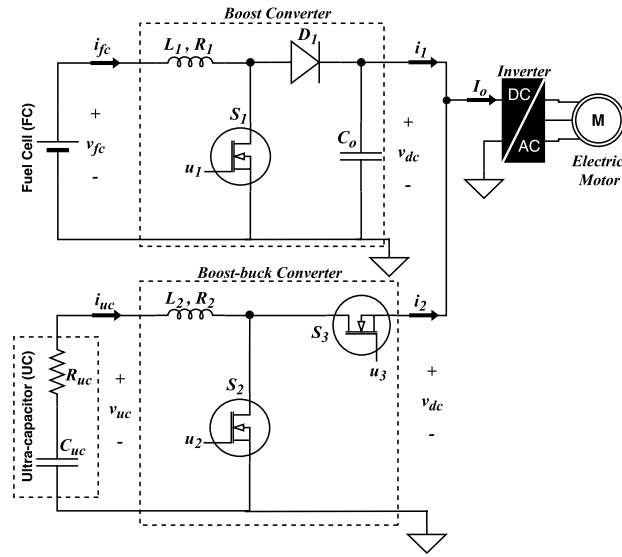 Boost Converter
i_fc
L_1 , R_1
D_1
i_1
I_o
Inverter
DC
AC
M
Electric
Motor
Fuel Cell (FC)
+
v_fc
-
S_1
u_1
C_o
+
v_dc
-
Boost-buck Converter
i_uc
L_2 , R_2
i_2
S_3
u_3
Ultra-capacitor (UC)
R_uc
C_uc
+
v_uc
-
S_2
u_2
+
v_dc
-